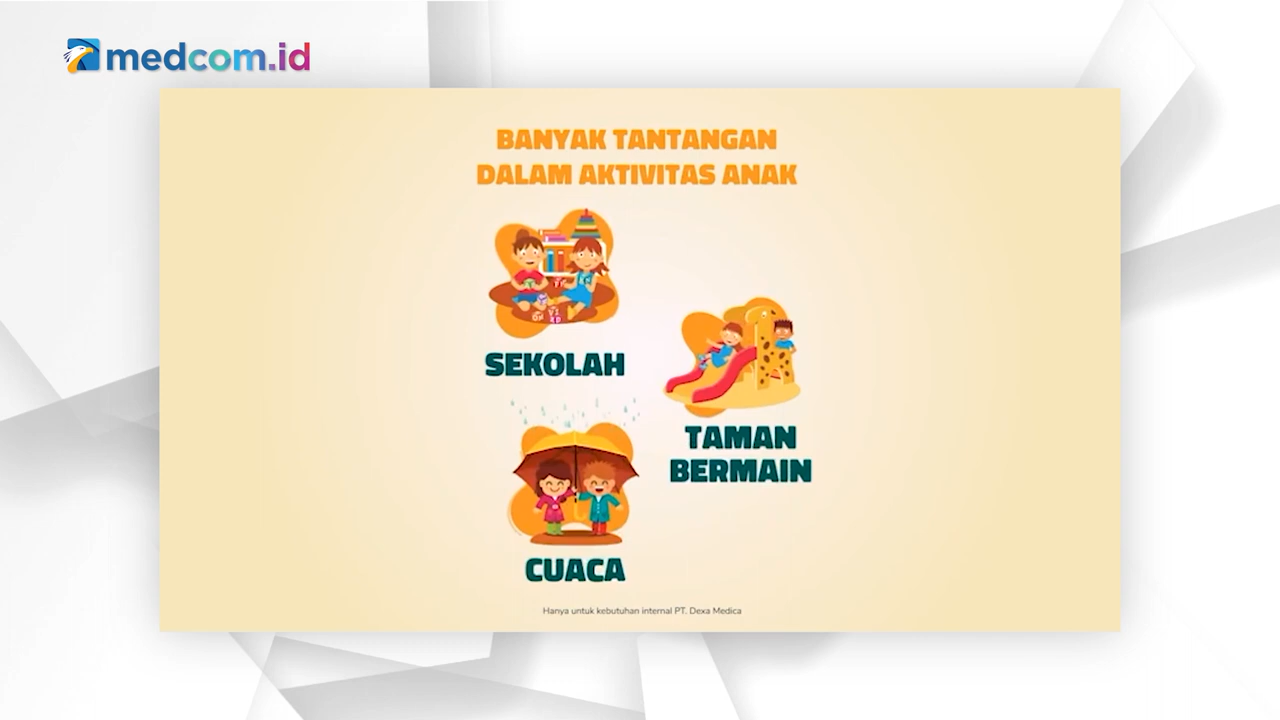 medcom.id
BANYAK TANTANGAN
DALAM AKTIVITAS ANAK
SEKOLAH
TAMAN
BERMAIN
CUACA
Hanya untuk kebutuhan internal PT. Dexa Medica